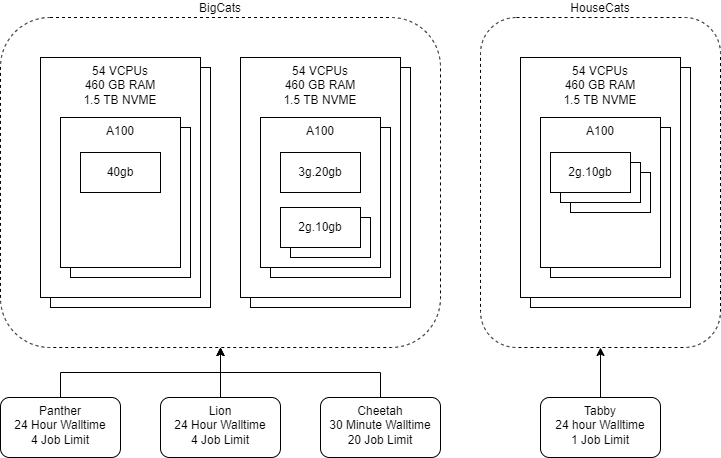 BigCats
HouseCats
54 VCPUs
460 GB RAM
1.5 TB NVME
A100
40gb
54 VCPUs
460 GB RAM
1.5 TB NVME
A100
3g.20gb
2g.10gb
54 VCPUs
460 GB RAM
1.5 TB NVME
A100
2g.10gb
Panther
24 Hour Walltime
4 Job Limit
Lion
24 Hour Walltime
4 Job Limit
Cheetah
30 Minute Walltime
20 Job Limit
Tabby
24 hour Walltime
1 Job Limit